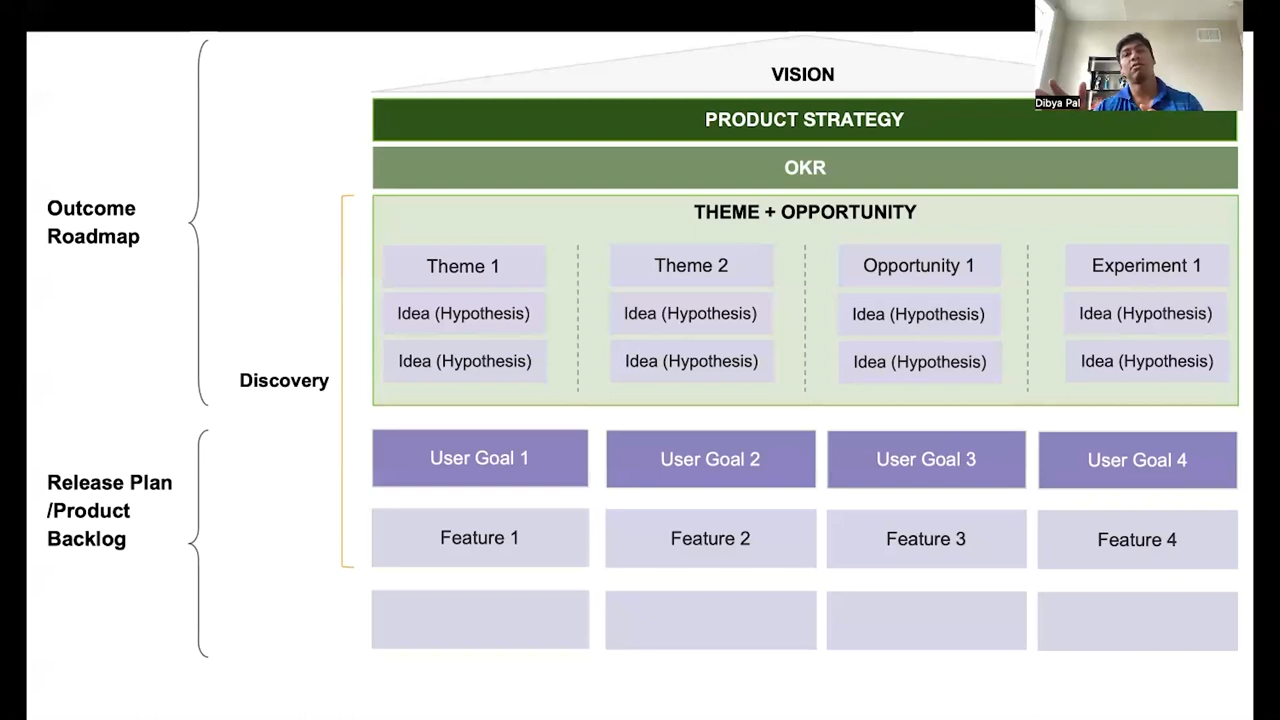 VISION
Dibya Pal
PRODUCT STRATEGY
OKR
Outcome
Roadmap
THEME + OPPORTUNITY
Theme 1
Theme 2
Opportunity 1
Experiment 1
Idea (Hypothesis)
Idea (Hypothesis)
Idea (Hypothesis)
Idea (Hypothesis)
Idea (Hypothesis)
Idea (Hypothesis)
Idea (Hypothesis)
Idea (Hypothesis)
Discovery
Release Plan
/Product
Backlog
User Goal 1
User Goal 2
User Goal 3
User Goal 4
Feature 1
Feature 2
Feature 3
Feature 4